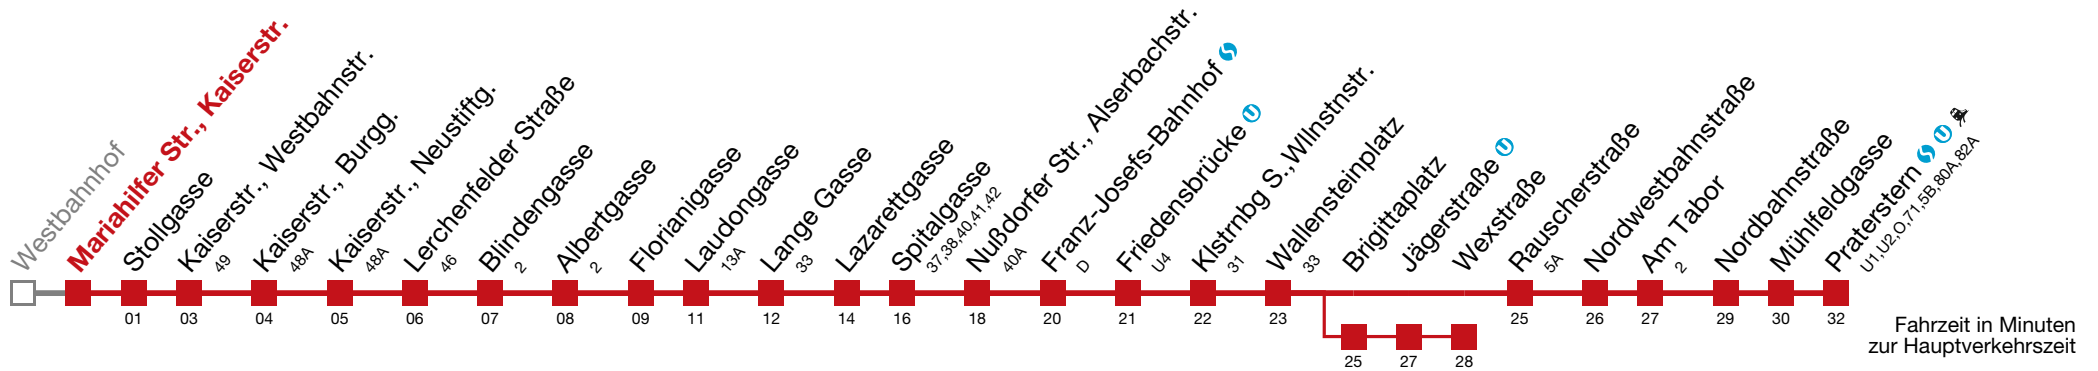 Westbahnhof
Mariahilfer Str., Kaiserstr.
Stollgasse
01
Kaiserstr., Westbahnstr.
49
03
Kaiserstr., Burgg.
48A
04
Kaiserstr., Neustiftg.
48A
05
Lerchenfelder Straße
46
06
Blindengasse
2
07
Albertgasse
2
08
Florianigasse
09
Laudongasse
13A
11
Lange Gasse
33
12
Lazarettgasse
14
Spitalgasse
37,38,40,41,42
16
Nußdorfer Str., Alserbachstr.
40A
18
Franz-Josefs-Bahnhof
D
20
Friedensbrücke U
U4
21
Klstrnbg S.,Wllnstnstr.
31
22
Wallensteinplatz
33
23
Brigittaplatz
25
Jägerstraße U
27
Wexstraße
28
Rauscherstraße
5A
25
Nordwestbahnstraße
26
Am Tabor
2
27
Nordbahnstraße
29
Mühlfeldgasse
30
Praterstern U
U1,U2,O,71,5B,80A,82A
32
Fahrzeit in Minuten
zur Hauptverkehrszeit